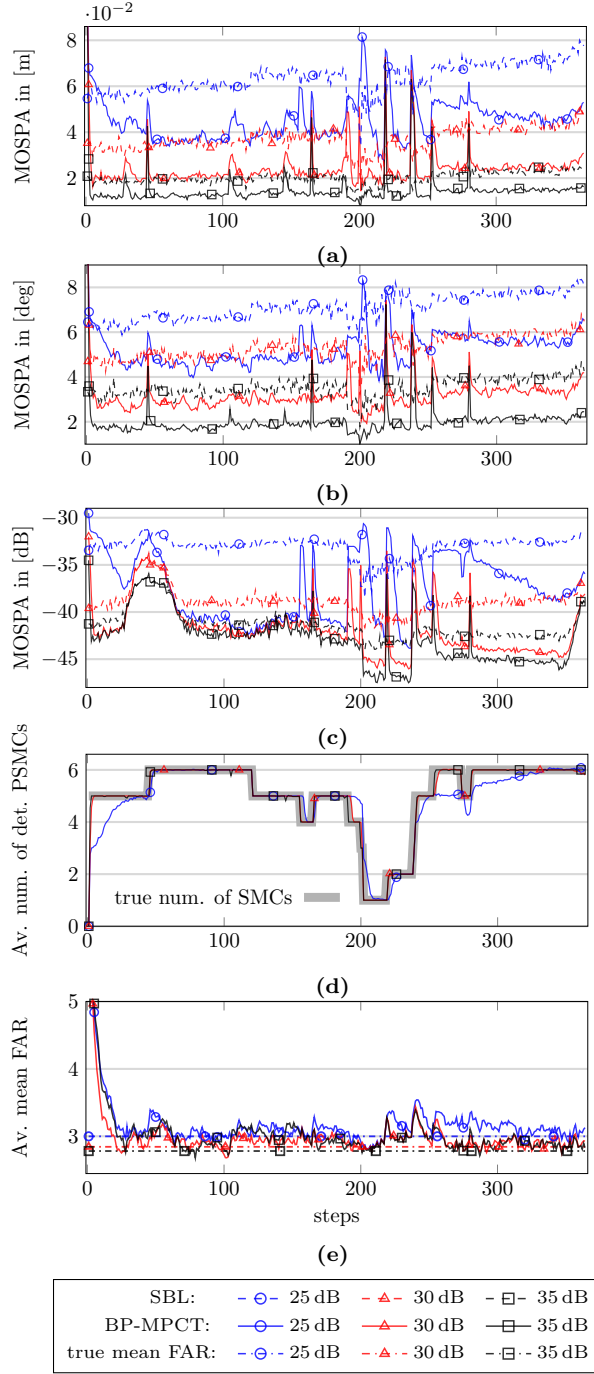 ·10⁻²
8
6
4
2
MOSPA in [m]
0
100
200
300
(a)
8
6
4
2
MOSPA in [deg]
0
100
200
300
(b)
−30
−35
−40
−45
MOSPA in [dB]
0
100
200
300
(c)
6
4
2
0
Av. num. of det. PSMCs
true num. of SMCs
0
100
200
300
(d)
5
4
3
2
Av. mean FAR
0
100
200
300
steps
(e)
SBL: 25 dB 30 dB 35 dB
BP-MPCT: 25 dB 30 dB 35 dB
true mean FAR: 25 dB 30 dB 35 dB